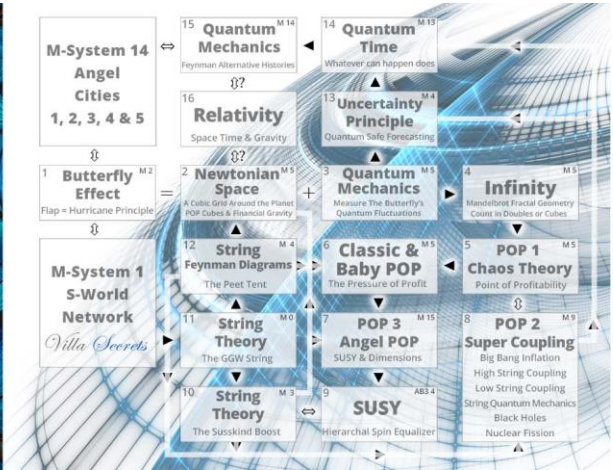 M-System 14
Angel
Cities
1, 2, 3, 4 & 5
15 Quantum M 14
Mechanics
Feynman Alternative Histories
14 Quantum M 13
Time
Whatever can happen does
16
Relativity
Space Time & Gravity
13 Uncertainty M 4
Principle
Quantum Safe Forecasting
1 Butterfly M 2
Effect
Flap = Hurricane Principle
=
2 Newtonian M 5
Space
A Cubic Grid Around the Planet
POP Cubes & Financial Gravity
+
3 Quantum M 5
Mechanics
Measure The Butterfly's
Quantum Fluctuations
4 M 5
Infinity
Mandelbrot Fractal Geometry
Count in Doubles or Cubes
M-System 1
S-World
Network
Villa Secrets
12 String M 4
Feynman Diagrams
The Peet Tent
6 Classic & M 5
Baby POP
The Pressure of Profit
5 POP 1 M 5
Chaos Theory
Point of Profitability
11 String M 0
Theory
The GGW String
7 POP 3 M 15
Angel POP
SUSY & Dimensions
8 POP 2 M 9
Super Coupling
Big Bang Inflation
High String Coupling
Low String Coupling
String Quantum Mechanics
Black Holes
Nuclear Fission
10 String M 3
Theory
The Susskind Boost
9 AB3 4
SUSY
Hierarchal Spin Equalizer
?
?